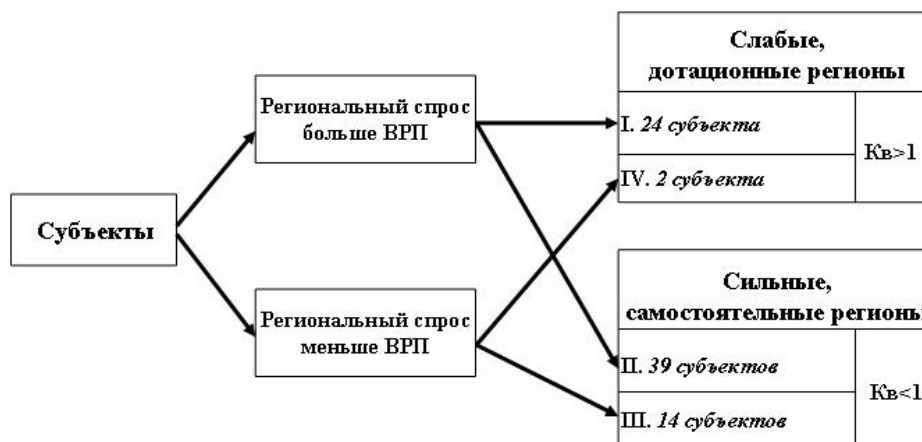 Субъекты
Региональный спрос
больше ВРП
Региональный спрос
меньше ВРП
Слабые,
дотационные регионы
I. 24 субъекта
IV. 2 субъекта
Кв>1
Сильные,
самостоятельные регионы
II. 39 субъектов
III. 14 субъектов
Кв<1